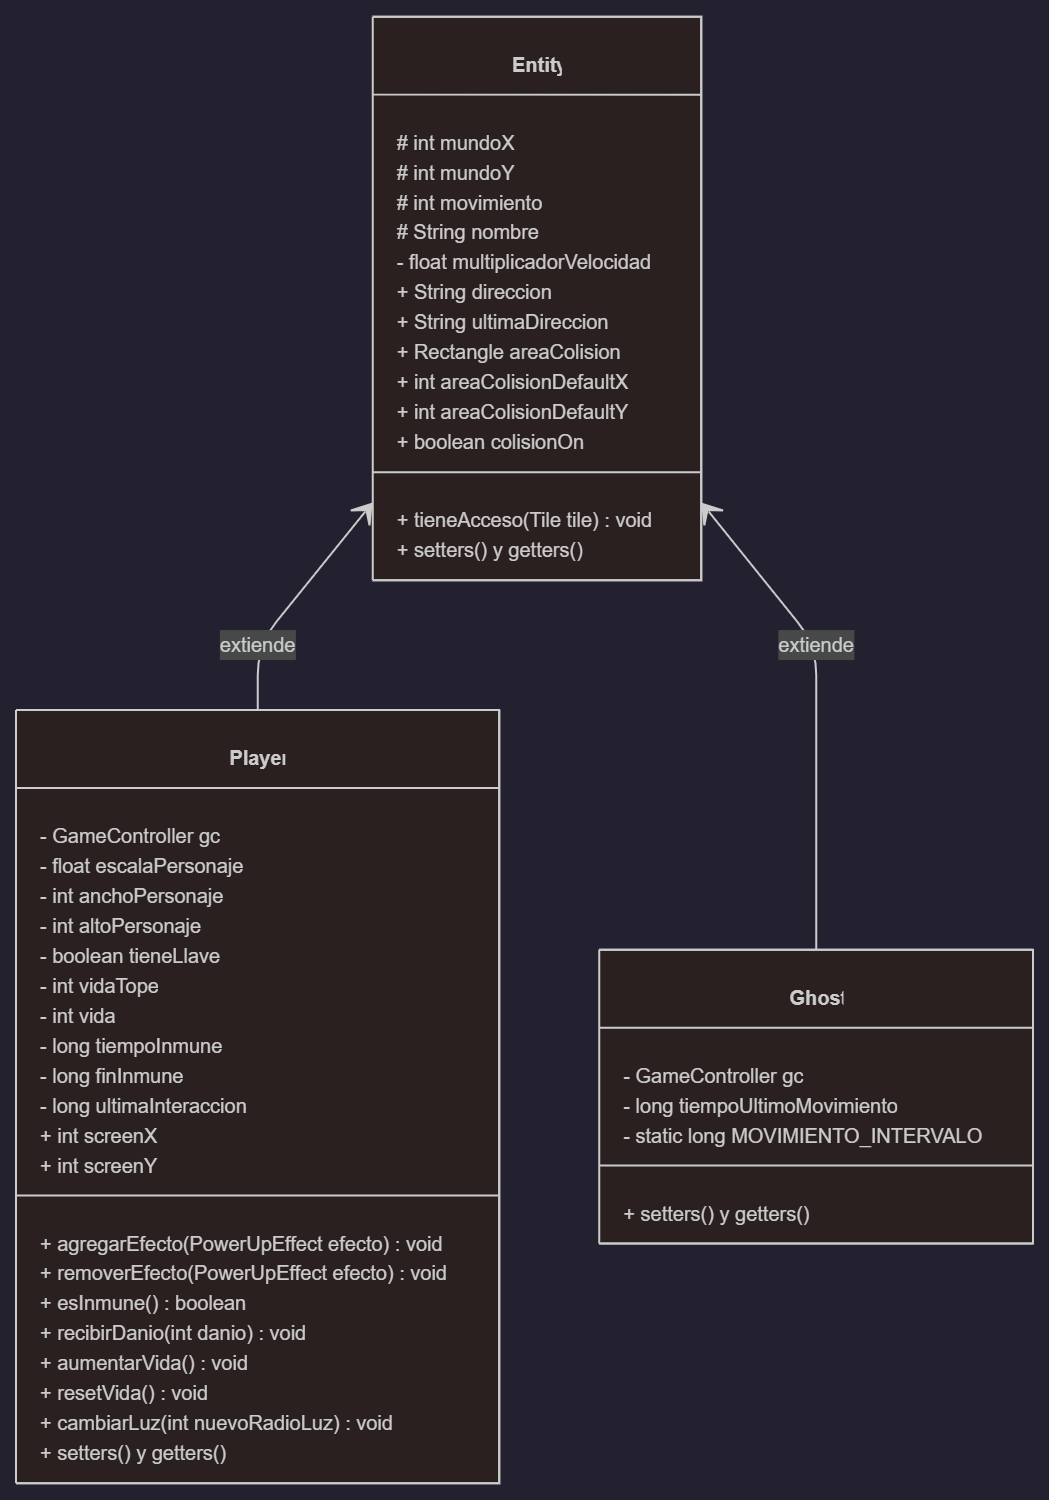 Entity
# int mundoX
# int mundoY
# int movimiento
# String nombre
- float multiplicadorVelocidad
+ String direccion
+ String ultimaDireccion
+ Rectangle areaColision
+ int areaColisionDefaultX
+ int areaColisionDefaultY
+ boolean colisionOn
+ tieneAcceso(Tile tile) : void
+ setters() y getters()
extiende
extiende
Player
- GameController gc
- float escalaPersonaje
- int anchoPersonaje
- int altoPersonaje
- boolean tieneLlave
- int vidaTope
- int vida
- long tiempoInmune
- long finInmune
- long ultimaInteraccion
+ int screenX
+ int screenY
+ agregarEfecto(PowerUpEffect efecto) : void
+ removerEfecto(PowerUpEffect efecto) : void
+ esInmune() : boolean
+ recibirDanio(int danio) : void
+ aumentarVida() : void
+ resetVida() : void
+ cambiarLuz(int nuevoRadioLuz) : void
+ setters() y getters()
Ghost
- GameController gc
- long tiempoUltimoMovimiento
- static long MOVIMIENTO_INTERVALO
+ setters() y getters()